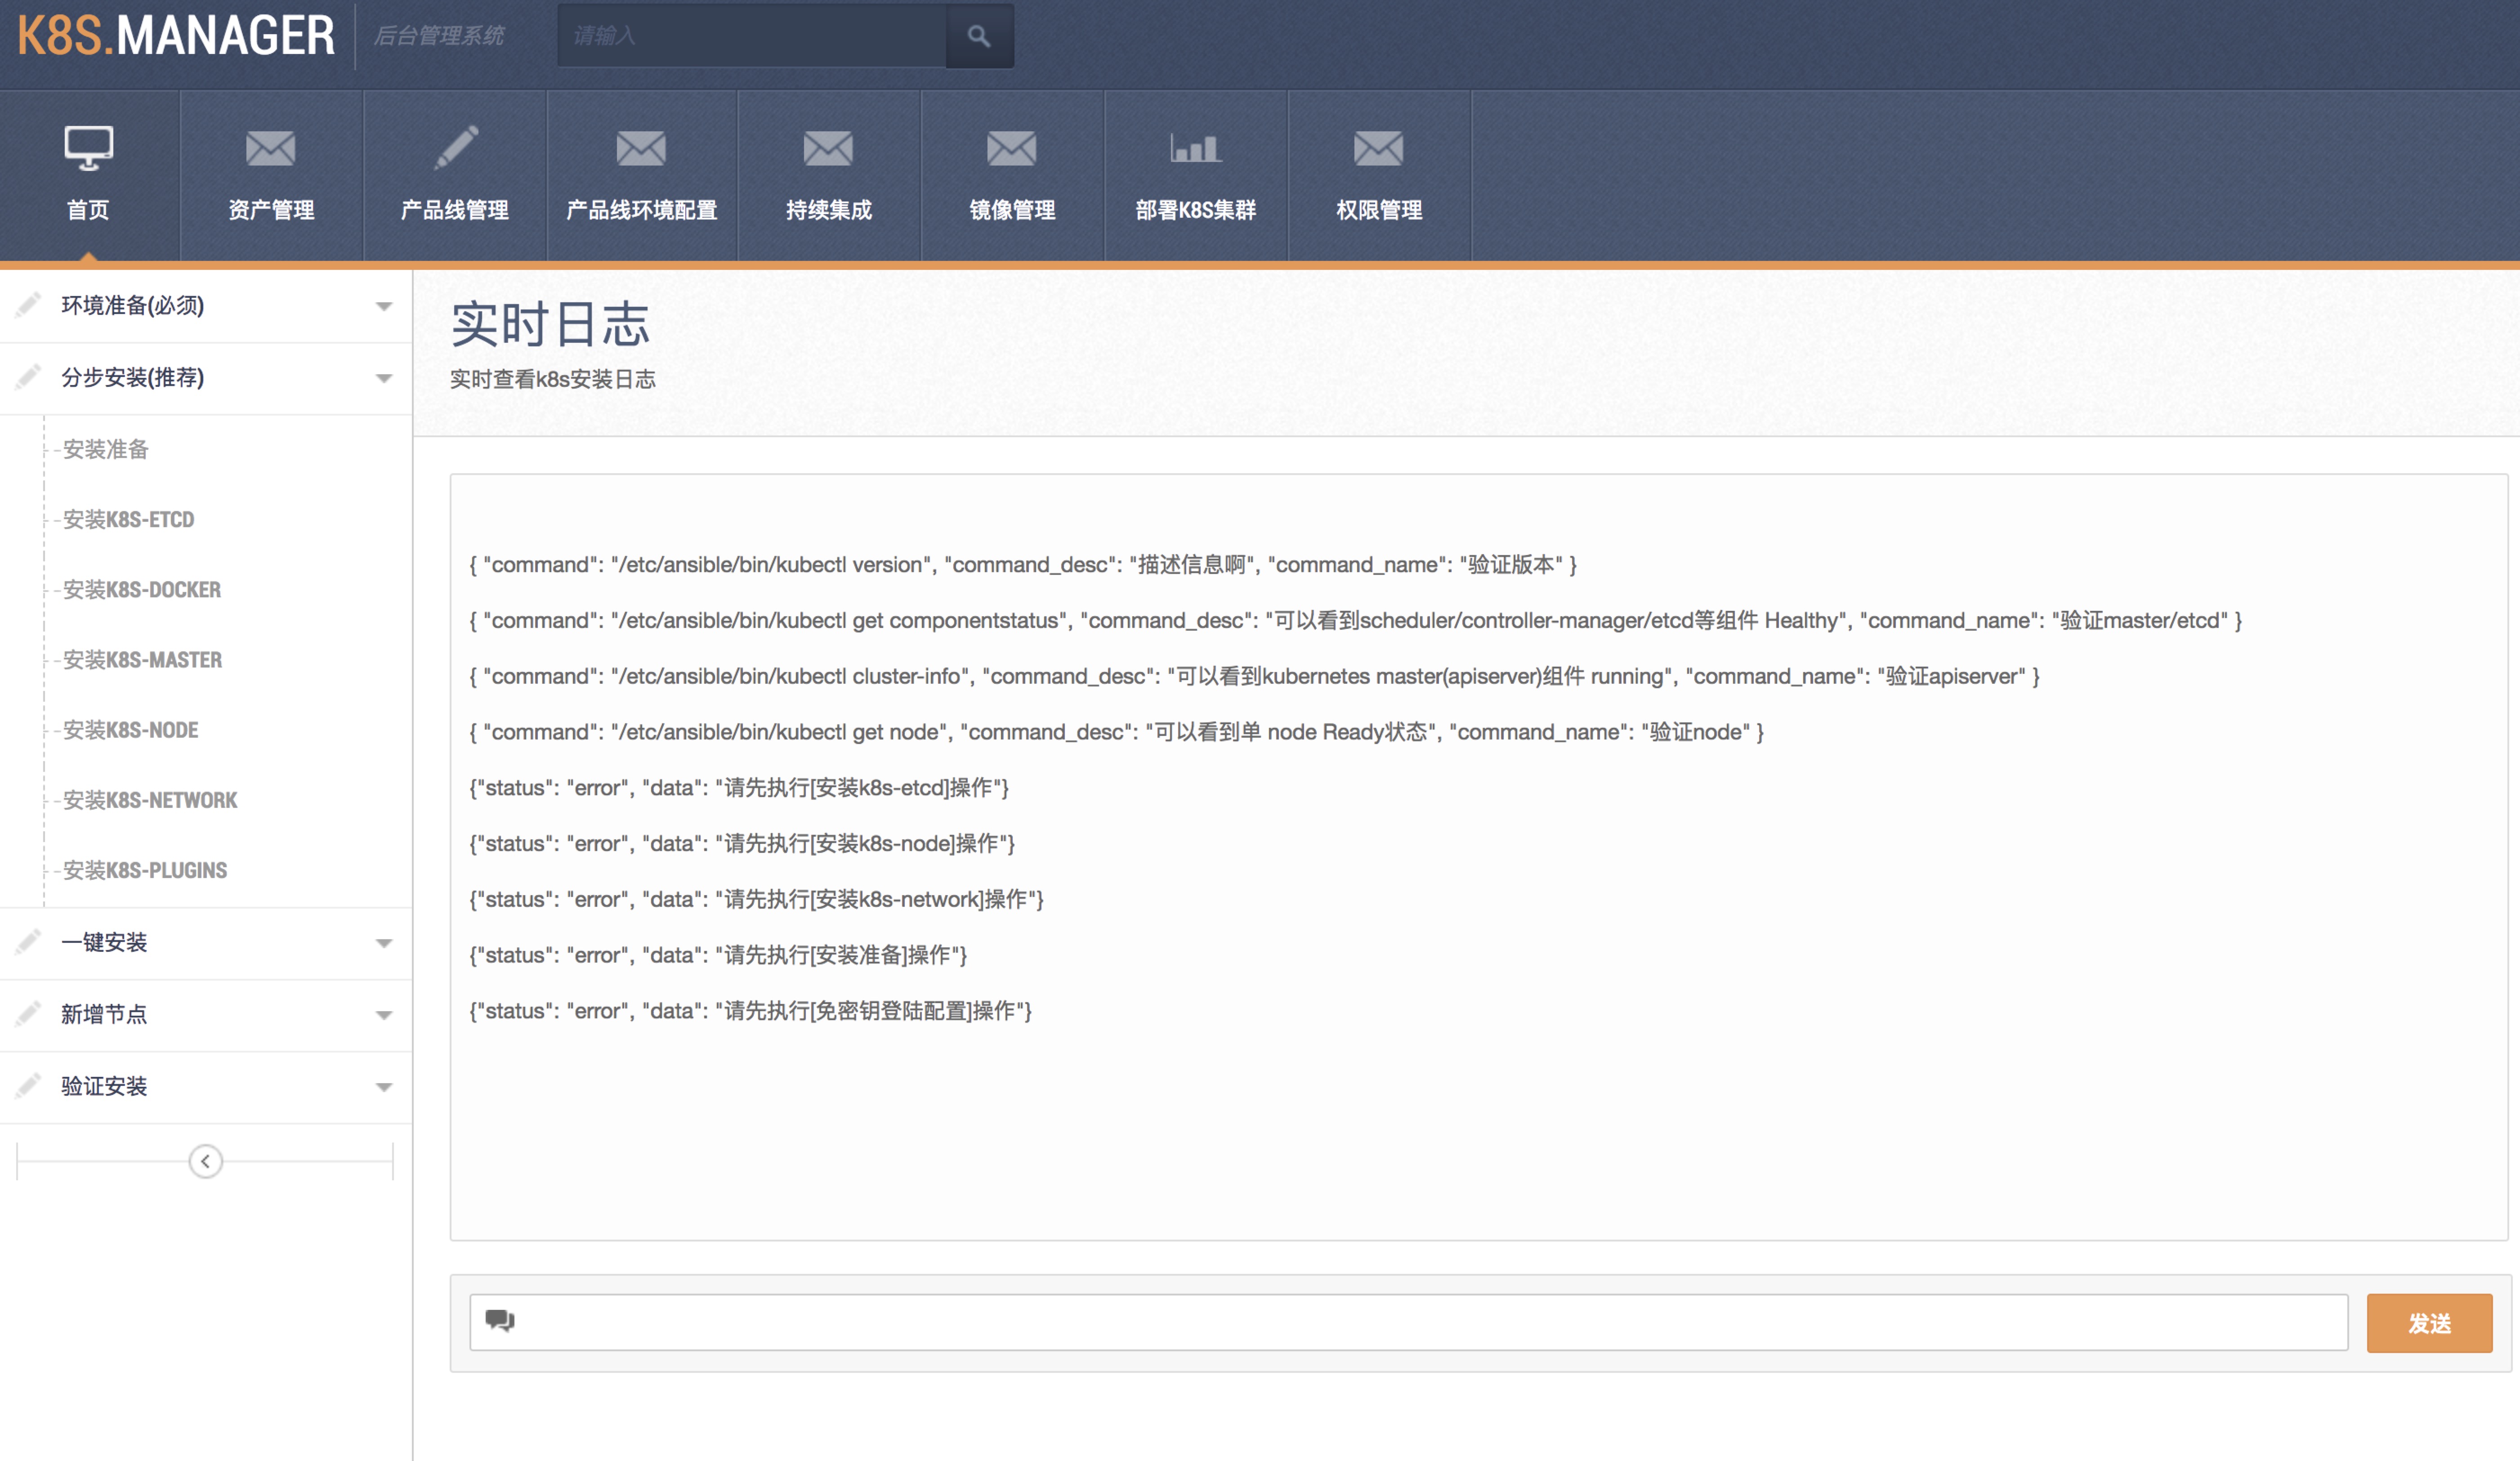 K8S.MANAGER
后台管理系统
请输入
首页
资产管理
产品线管理
产品线环境配置
持续集成
镜像管理
部署K8S集群
权限管理
环境准备(必须)
分步安装(推荐)
安装准备
安装K8S-ETCD
安装K8S-DOCKER
安装K8S-MASTER
安装K8S-NODE
安装K8S-NETWORK
安装K8S-PLUGINS
一键安装
新增节点
验证安装
实时日志
实时查看k8s安装日志
{ "command": "/etc/ansible/bin/kubectl version", "command_desc": "描述信息啊", "command_name": "验证版本" }
{ "command": "/etc/ansible/bin/kubectl get componentstatus", "command_desc": "可以看到scheduler/controller-manager/etcd等组件 Healthy", "command_name": "验证master/etcd" }
{ "command": "/etc/ansible/bin/kubectl cluster-info", "command_desc": "可以看到kubernetes master(apiserver)组件 running", "command_name": "验证apiserver" }
{ "command": "/etc/ansible/bin/kubectl get node", "command_desc": "可以看到单 node Ready状态", "command_name": "验证node" }
{"status": "error", "data": "请先执行[安装k8s-etcd]操作"}
{"status": "error", "data": "请先执行[安装k8s-node]操作"}
{"status": "error", "data": "请先执行[安装k8s-network]操作"}
{"status": "error", "data": "请先执行[安装准备]操作"}
{"status": "error", "data": "请先执行[免密钥登陆配置]操作"}
发送